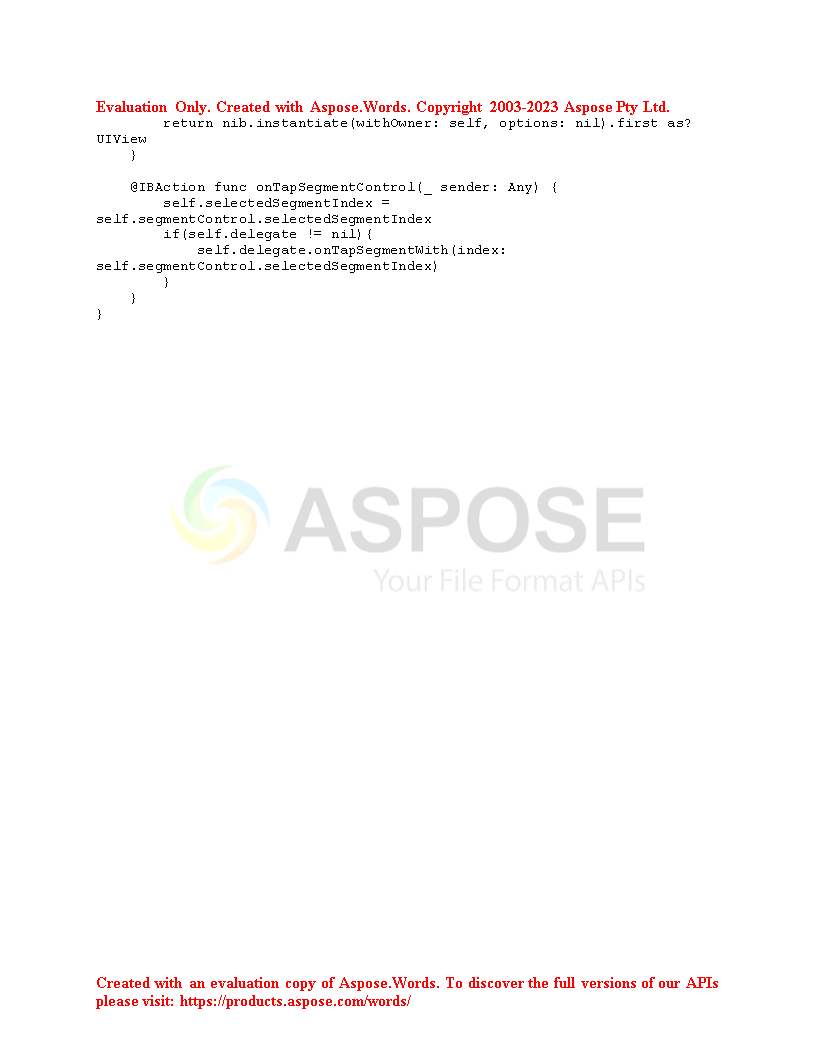 Evaluation Only. Created with Aspose.Words. Copyright 2003-2023 Aspose Pty Ltd.
        return nib.instantiate(withOwner: self, options: nil).first as?
UIView
    }

    @IBAction func onTapSegmentControl(_ sender: Any) {
        self.selectedSegmentIndex =
self.segmentControl.selectedSegmentIndex
        if(self.delegate != nil){
            self.delegate.onTapSegmentWith(index:
self.segmentControl.selectedSegmentIndex)
        }
    }
}
ASPOSE
Your File Format APIs
Created with an evaluation copy of Aspose.Words. To discover the full versions of our APIs
please visit: https://products.aspose.com/words/